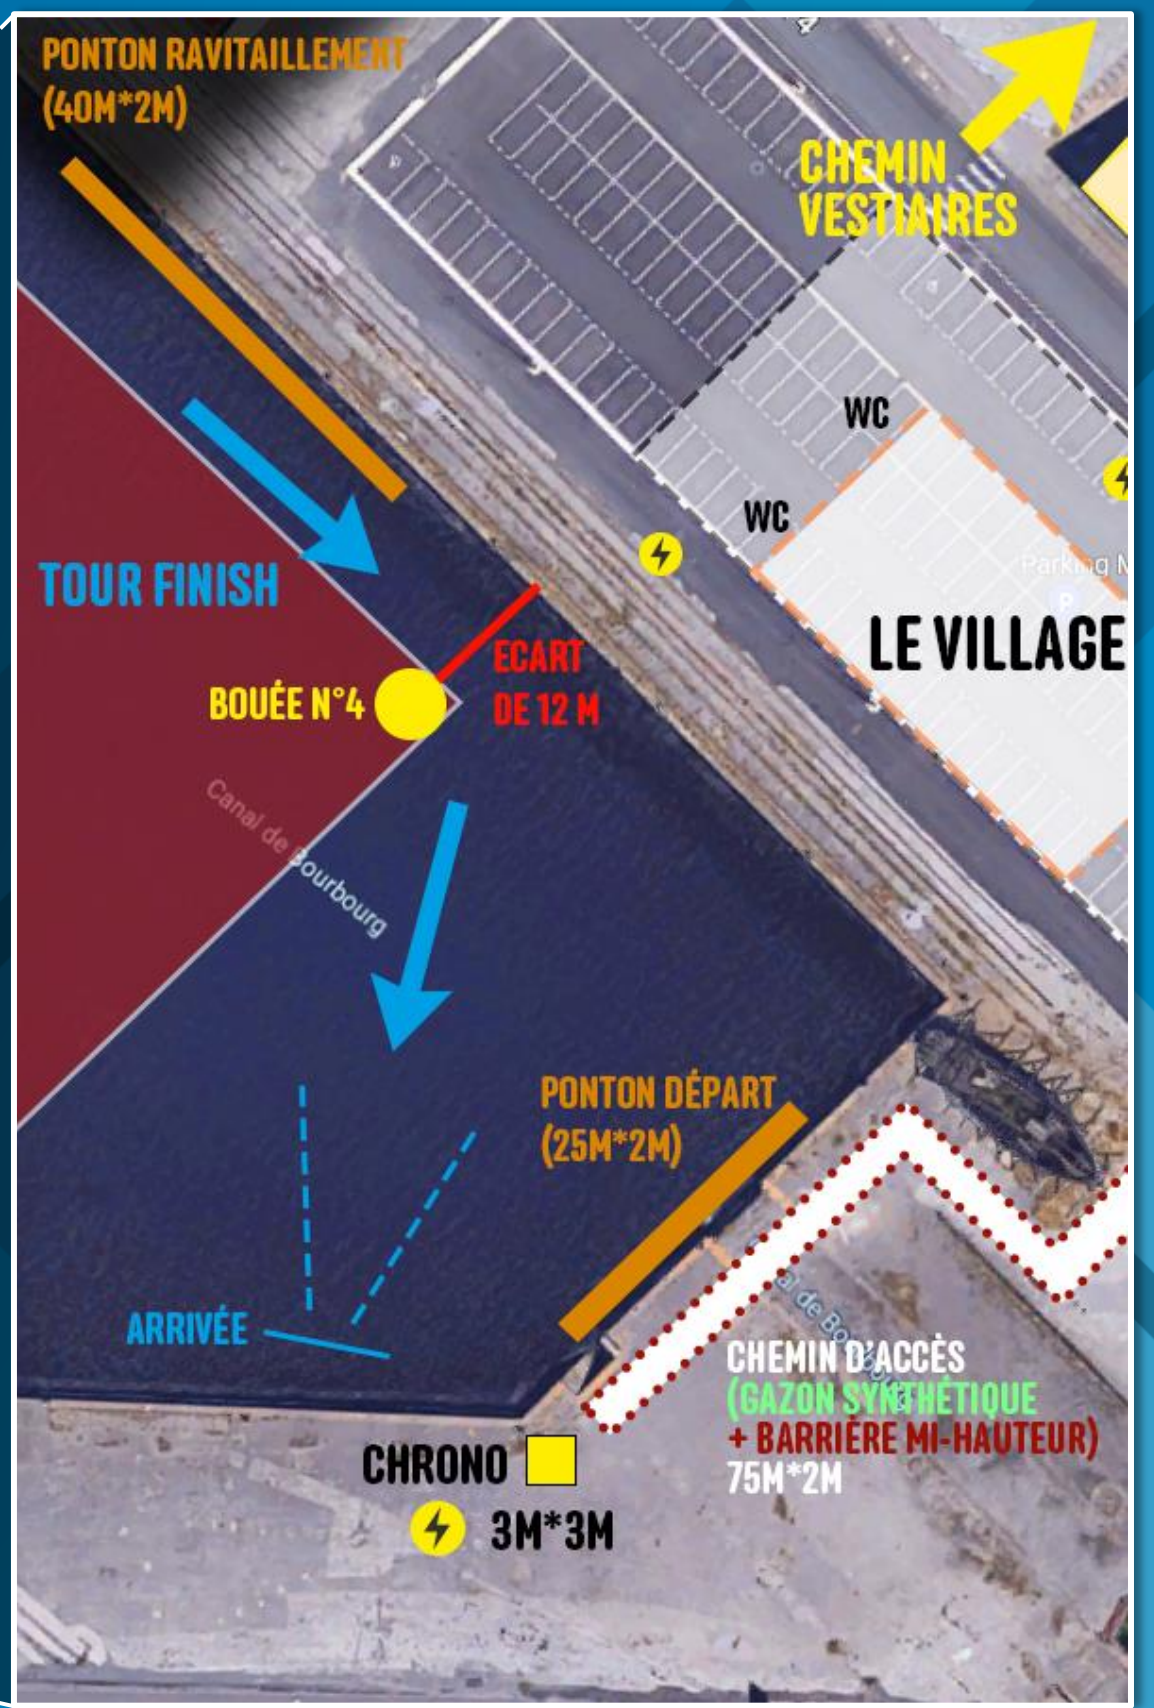 PONTON RAVITAILLEMENT
(40M*2M)
CHEMIN
VESTIAIRES
WC
WC
Parking M
P
TOUR FINISH
LE VILLAGE
ECART
DE 12 M
BOUÉE N°4
Canal de Bourbourg
PONTON DÉPART
(25M*2M)
ARRIVÉE
CHEMIN D'ACCÈS
(GAZON SYNTHÉTIQUE
+ BARRIÈRE MI-HAUTEUR)
75M*2M
CHRONO
3M*3M